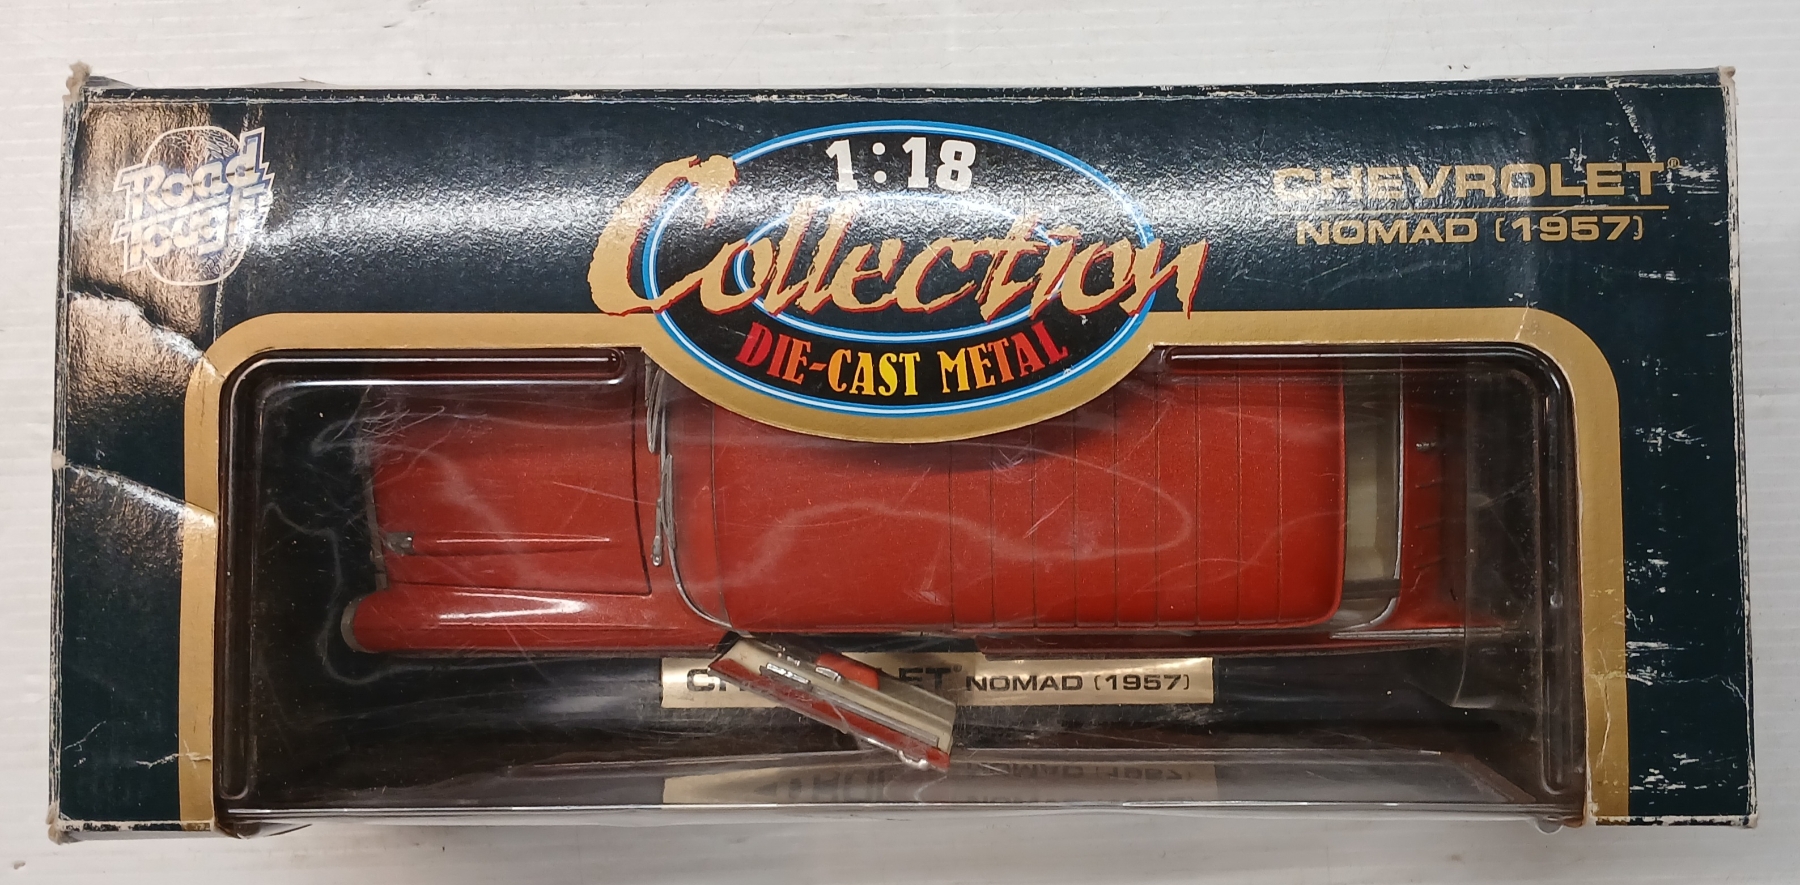 Road
Tough
1:18
Collection
DIE-CAST METAL
CHEVROLET®
NOMAD (1957)
NOMAD (1957)